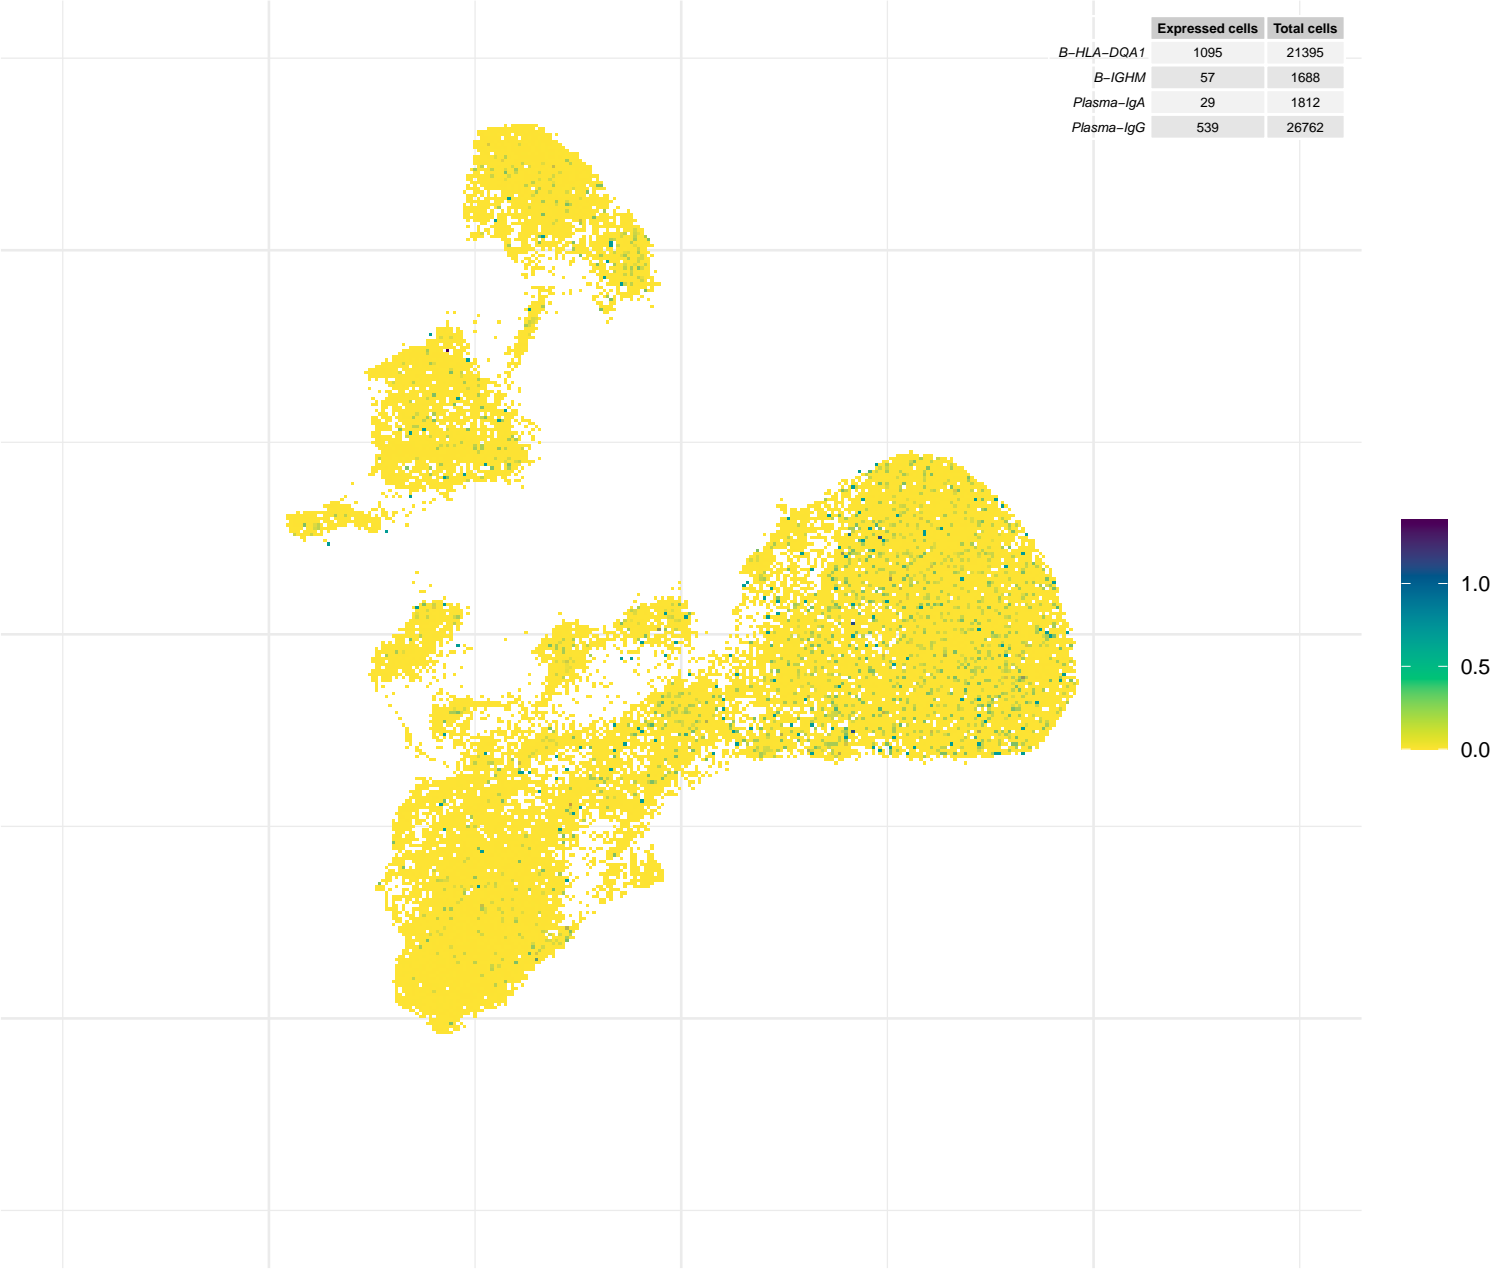 Expressed cells Total cells
B−HLA−DQA1 1095 21395
B−IGHM 57 1688
Plasma−IgA 29 1812
Plasma−IgG 539 26762
1.0
0.5
0.0